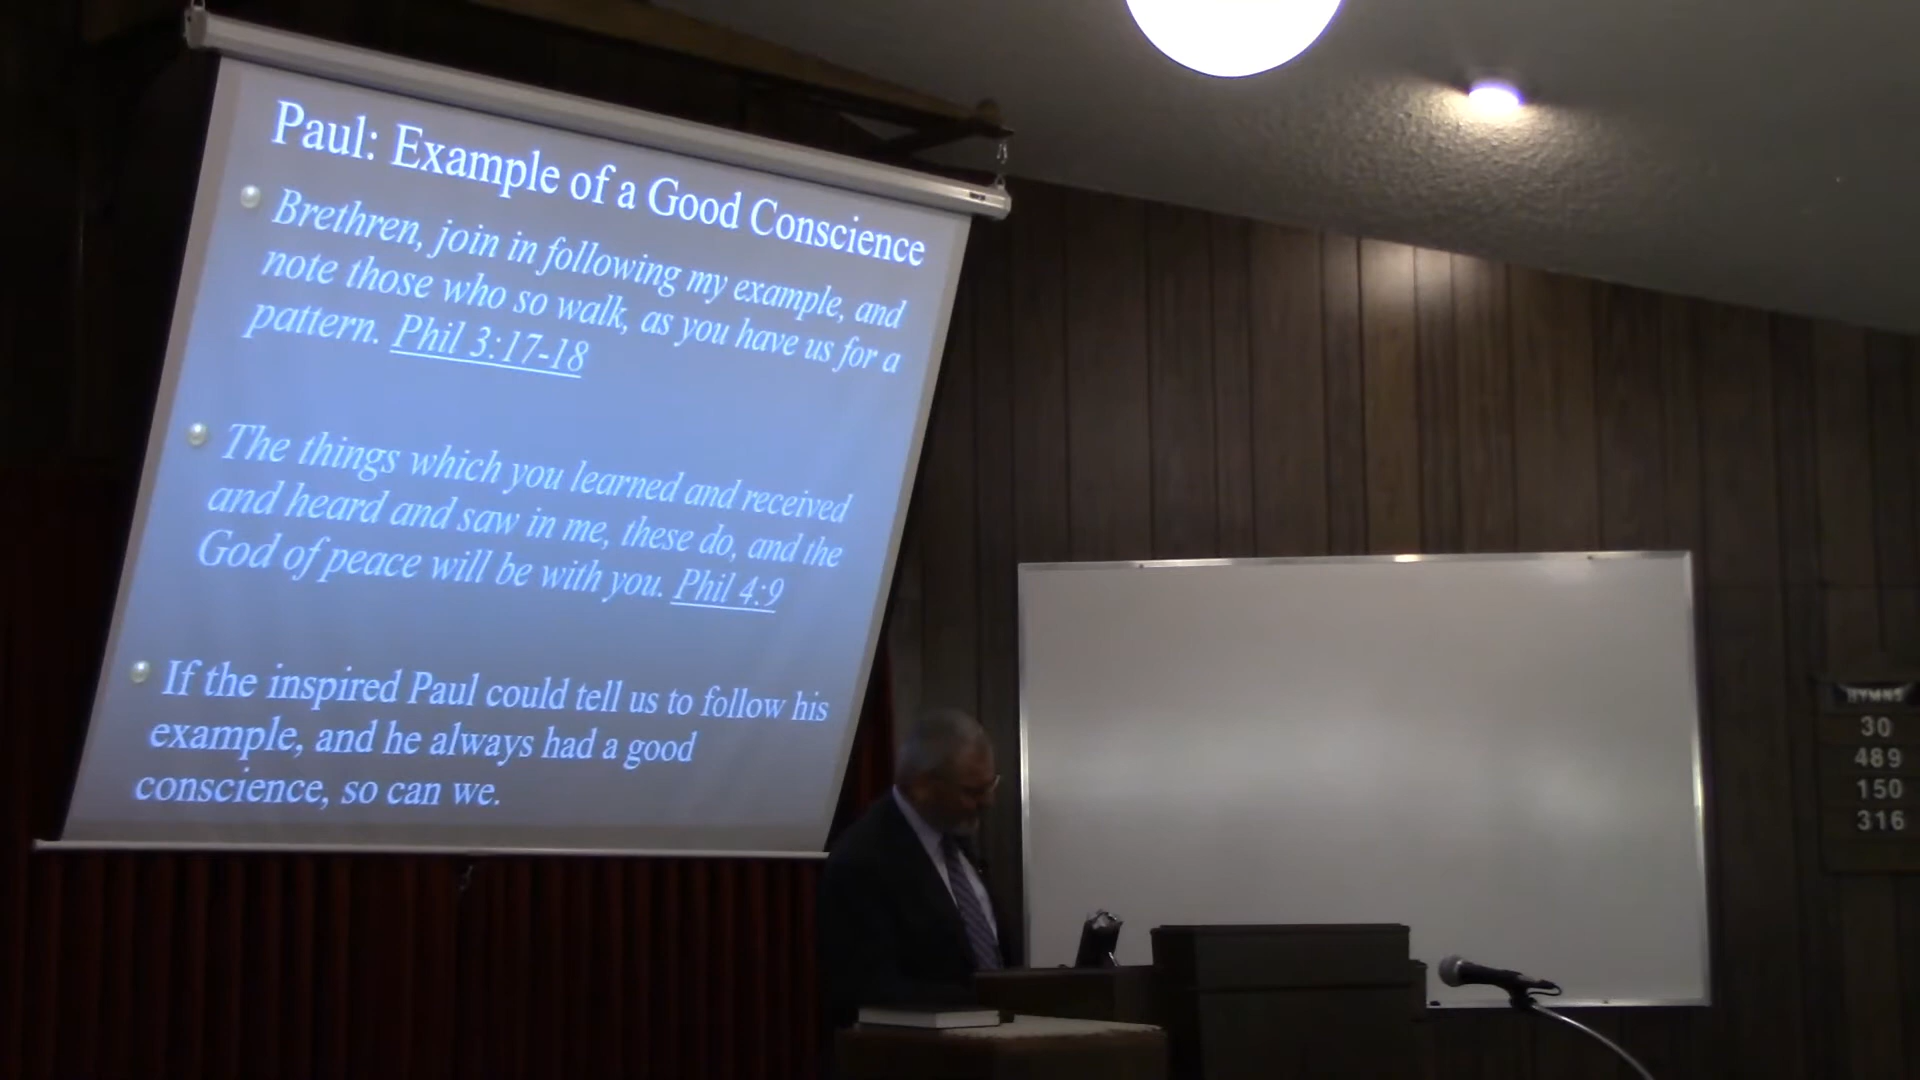 Paul: Example of a Good Conscience
Brethren, join in following my example, and
note those who so walk, as you have us for a
pattern. Phil 3:17-18
The things which you learned and received
and heard and saw in me, these do, and the
God of peace will be with you. Phil 4:9
If the inspired Paul could tell us to follow his
example, and he always had a good
conscience, so can we.
HYMNS
30
489
150
316